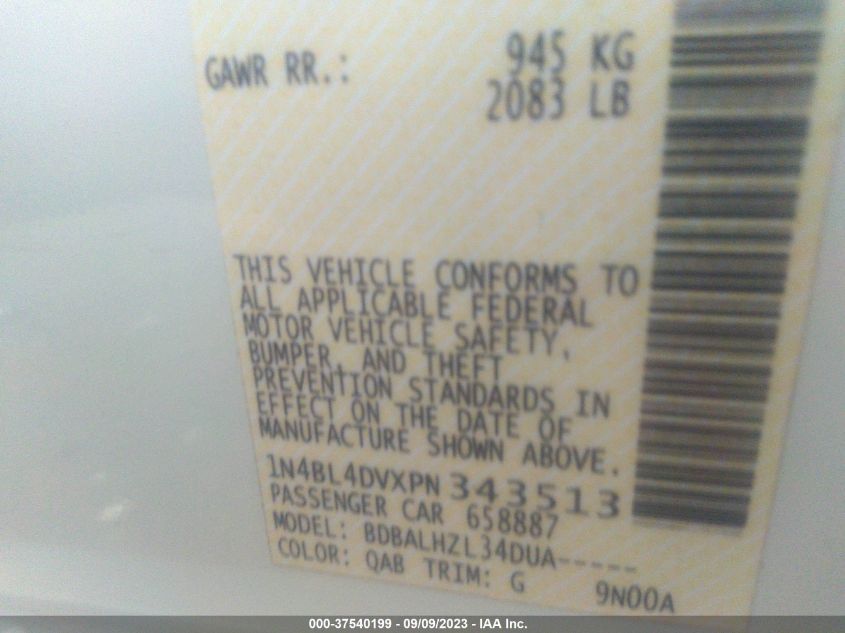 GAWR RR.: 945 KG
2083 LB
THIS VEHICLE CONFORMS TO
ALL APPLICABLE FEDERAL
MOTOR VEHICLE SAFETY,
BUMPER, AND THEFT
PREVENTION STANDARDS IN
EFFECT ON THE DATE OF
MANUFACTURE SHOWN ABOVE.
1N4BL4DVXPN343513
PASSENGER CAR 658887
MODEL: BDBALHZL34DUA-----
COLOR: QAB TRIM: G 9N00A
000-37540199 - 09/09/2023 - IAA Inc.